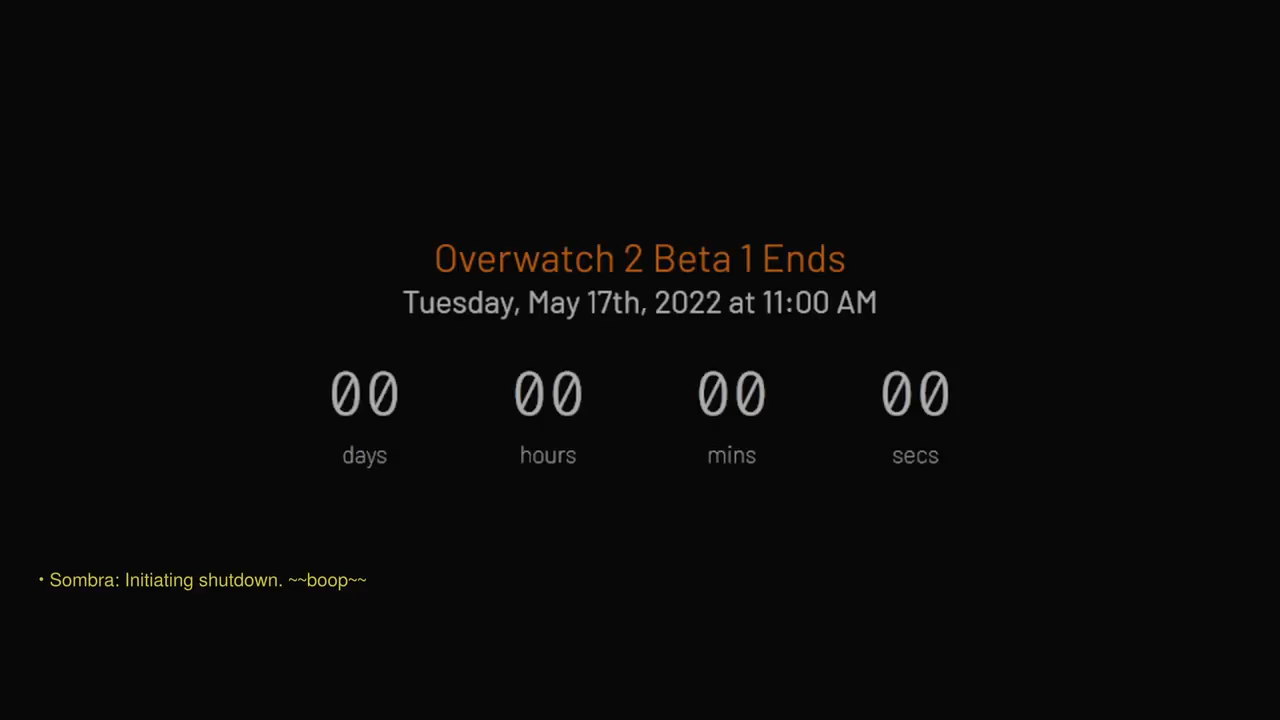 Overwatch 2 Beta 1 Ends
Tuesday, May 17th, 2022 at 11:00 AM
00 00 00 00
days hours mins secs
• Sombra: Initiating shutdown. ~~boop~~